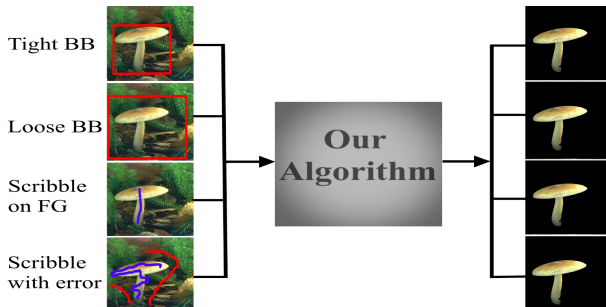 Tight BB
Loose BB
Scribble
on FG
Scribble
with error
Our
Algorithm